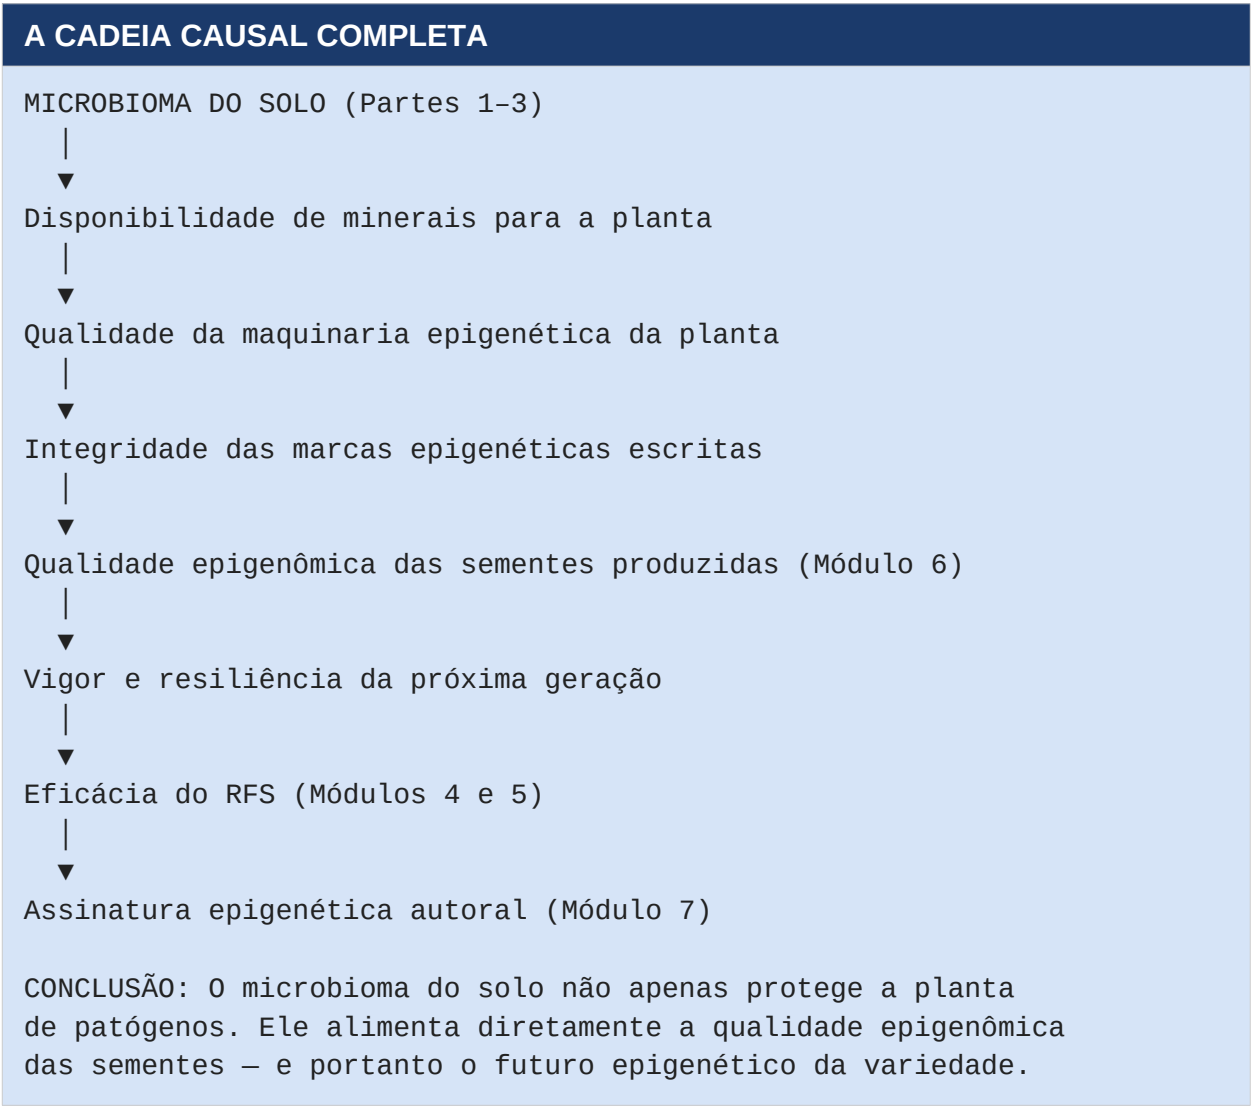 A CADEIA CAUSAL COMPLETA
MICROBIOMA DO SOLO (Partes 1–3)
│
▼
Disponibilidade de minerais para a planta
│
▼
Qualidade da maquinaria epigenética da planta
│
▼
Integridade das marcas epigenéticas escritas
│
▼
Qualidade epigenômica das sementes produzidas (Módulo 6)
│
▼
Vigor e resiliência da próxima geração
│
▼
Eficácia do RFS (Módulos 4 e 5)
│
▼
Assinatura epigenética autoral (Módulo 7)
CONCLUSÃO: O microbioma do solo não apenas protege a planta
de patógenos. Ele alimenta diretamente a qualidade epigenômica
das sementes — e portanto o futuro epigenético da variedade.